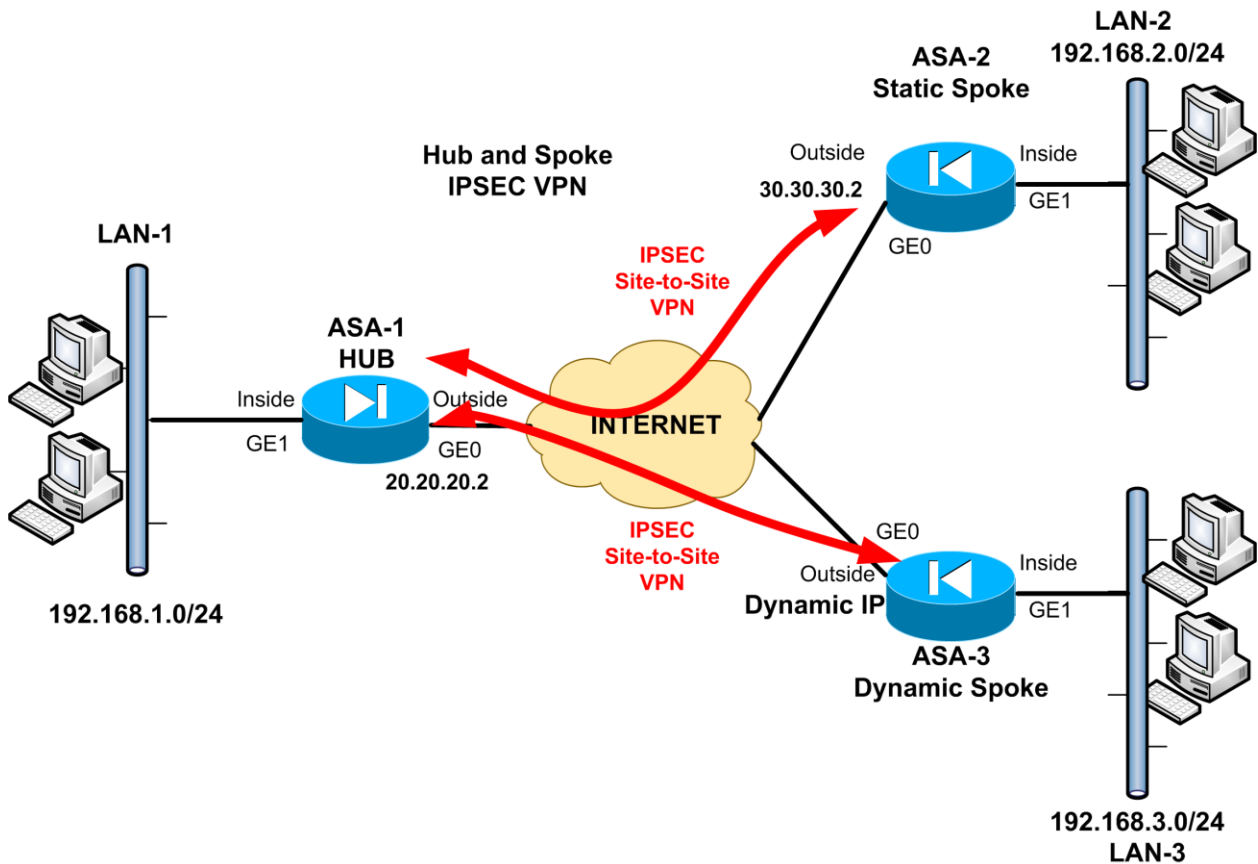 LAN-2
192.168.2.0/24
ASA-2
Static Spoke
Hub and Spoke
IPSEC VPN
Outside
30.30.30.2
Inside
GE1
GE0
LAN-1
IPSEC
Site-to-Site
VPN
ASA-1
HUB
Inside
Outside
GE1
GE0
20.20.20.2
INTERNET
192.168.1.0/24
IPSEC
Site-to-Site
VPN
GE0
Outside
Dynamic IP
Inside
GE1
ASA-3
Dynamic Spoke
192.168.3.0/24
LAN-3